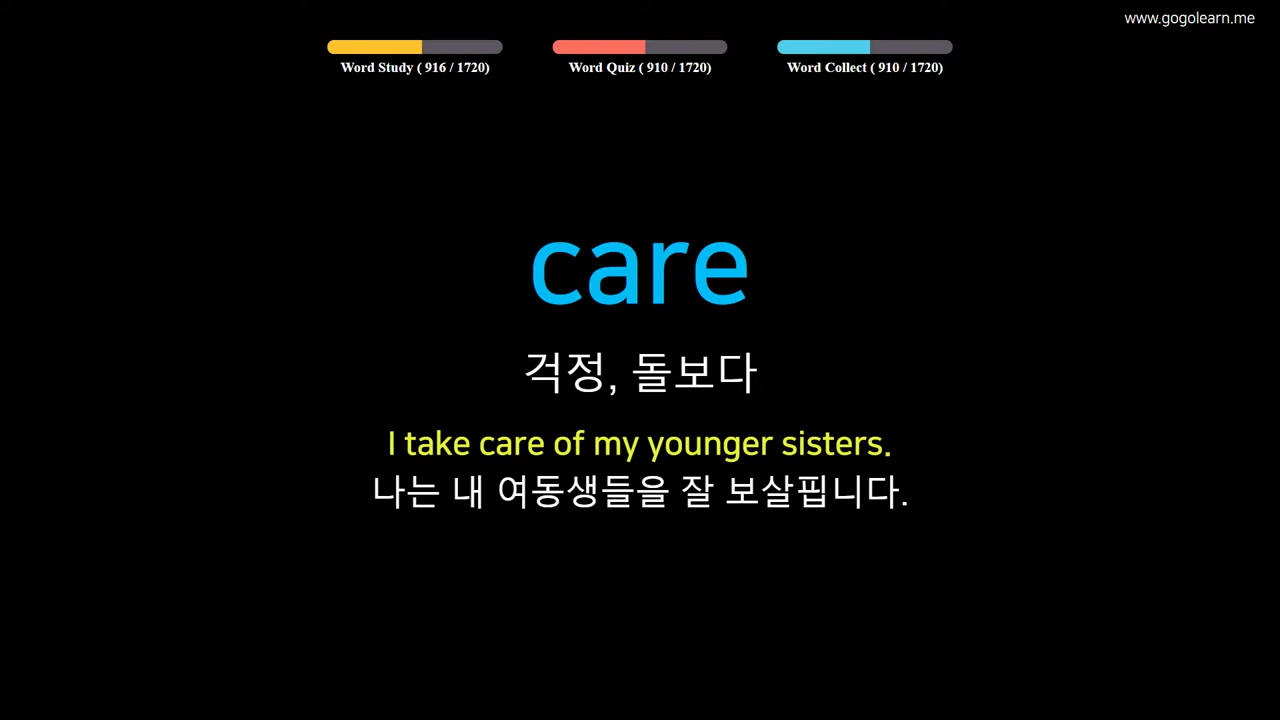 www.gogolearn.me
Word Study ( 916 / 1720)
Word Quiz ( 910 / 1720)
Word Collect ( 910 / 1720)
care
걱정, 돌보다
I take care of my younger sisters.
나는 내 여동생들을 잘 보살핍니다.